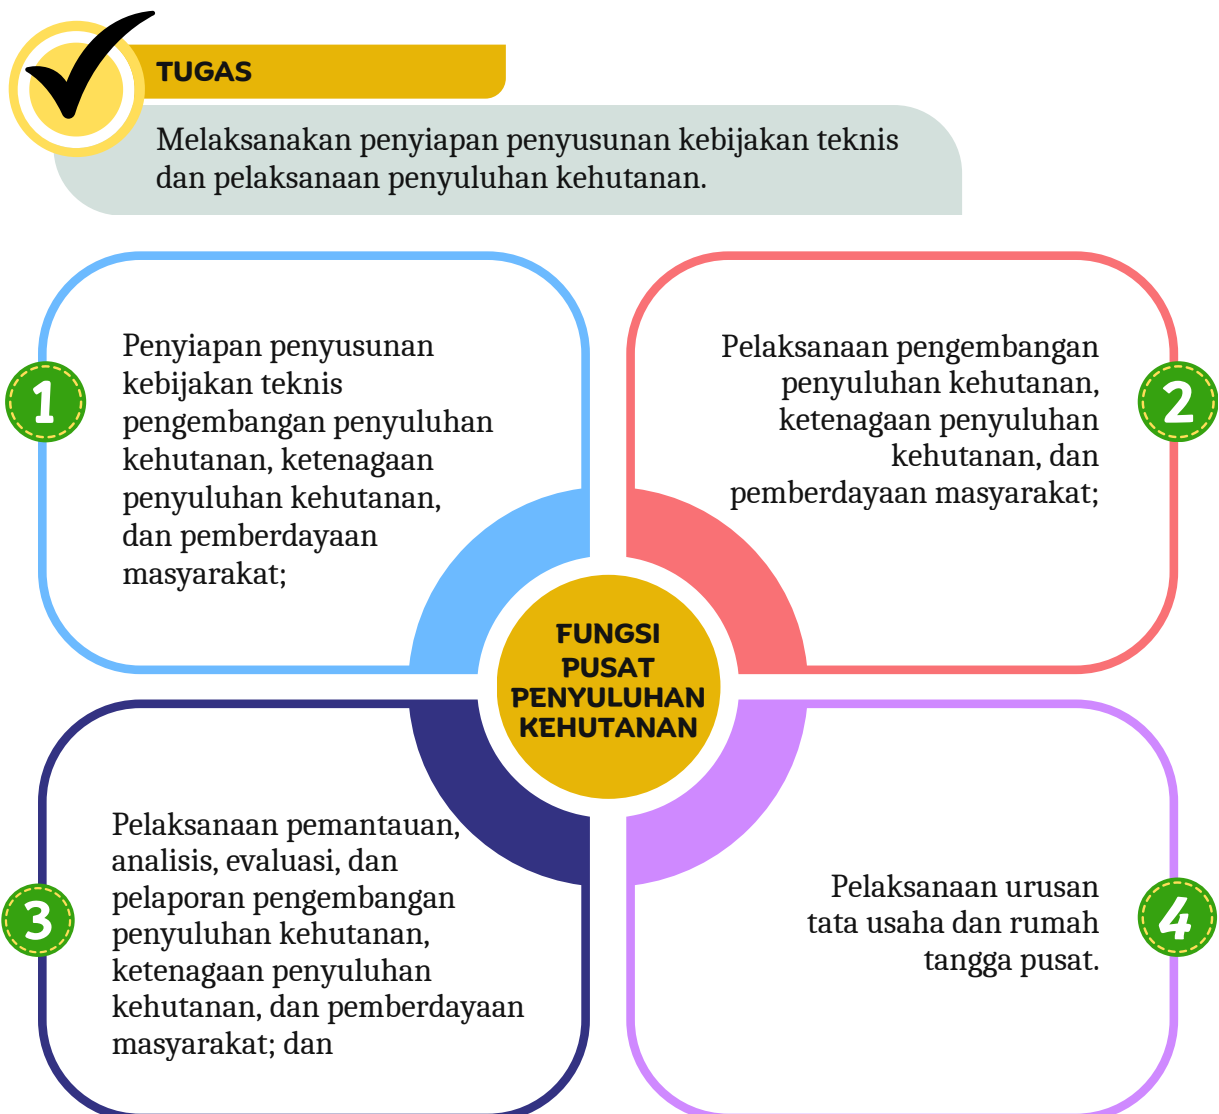 TUGAS
Melaksanakan penyiapan penyusunan kebijakan teknis
dan pelaksanaan penyuluhan kehutanan.
1
Penyiapan penyusunan
kebijakan teknis
pengembangan penyuluhan
kehutanan, ketenagaan
penyuluhan kehutanan,
dan pemberdayaan
masyarakat;
2
Pelaksanaan pengembangan
penyuluhan kehutanan,
ketenagaan penyuluhan
kehutanan, dan
pemberdayaan masyarakat;
FUNGSI
PUSAT
PENYULUHAN
KEHUTANAN
3
Pelaksanaan pemantauan,
analisis, evaluasi, dan
pelaporan pengembangan
penyuluhan kehutanan,
ketenagaan penyuluhan
kehutanan, dan pemberdayaan
masyarakat; dan
4
Pelaksanaan urusan
tata usaha dan rumah
tangga pusat.